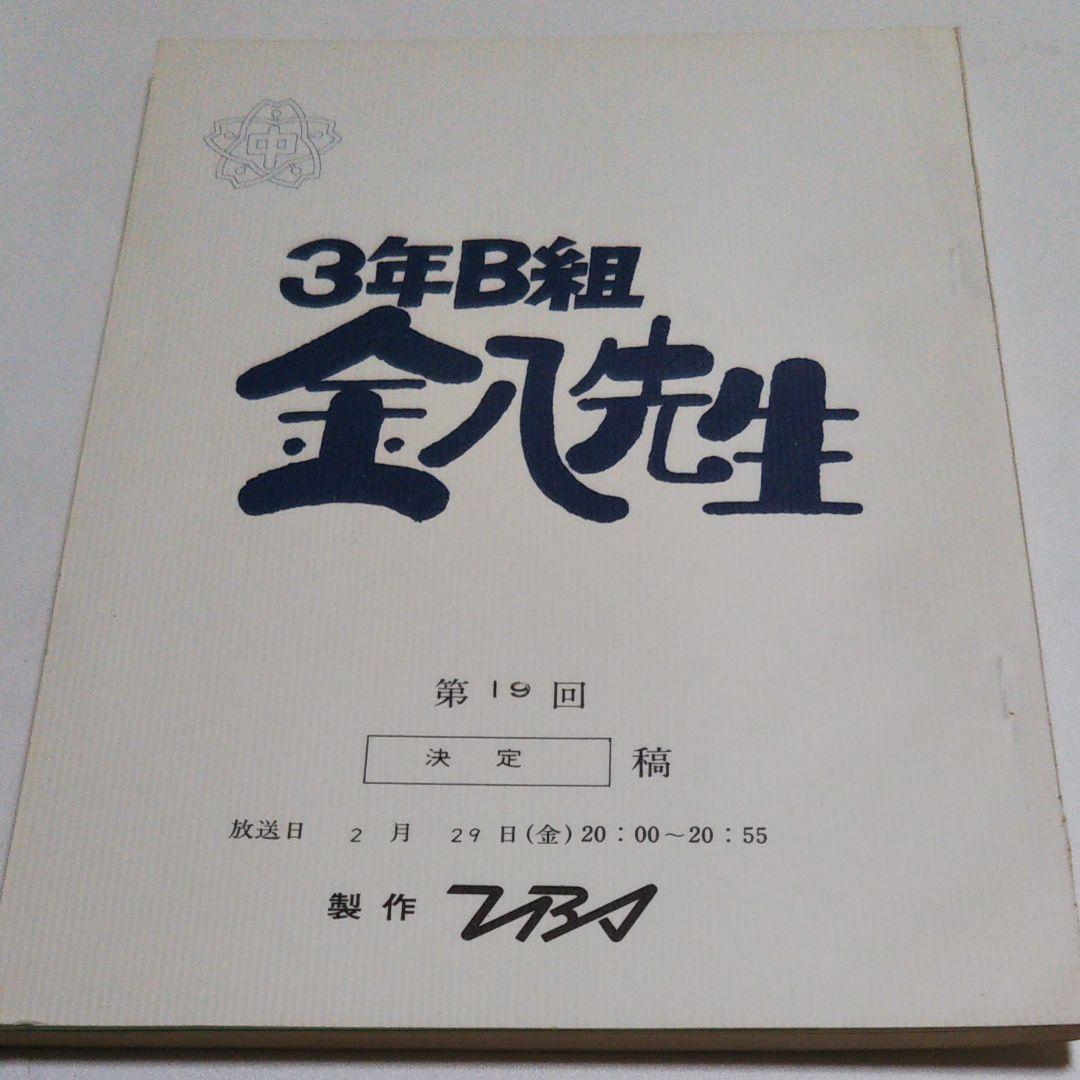 中
3年B組
金八先生
第19回
決定 稿
放送日 2月 29日(金)20:00～20:55
製作 TBS